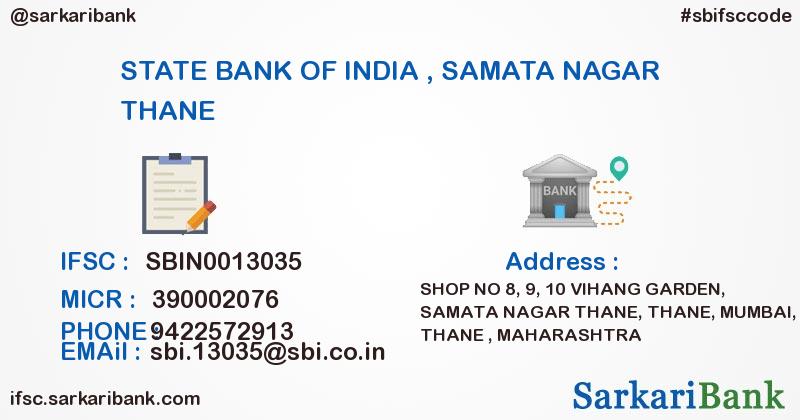 @sarkaribank
#sbifsccode
STATE BANK OF INDIA , SAMATA NAGAR
THANE
BANK
IFSC : SBIN0013035
MICR : 390002076
PHONE : 9422572913
EMAil : sbi.13035@sbi.co.in
Address :
SHOP NO 8, 9, 10 VIHANG GARDEN,
SAMATA NAGAR THANE, THANE, MUMBAI,
THANE , MAHARASHTRA
ifsc.sarkaribank.com
SarkariBank